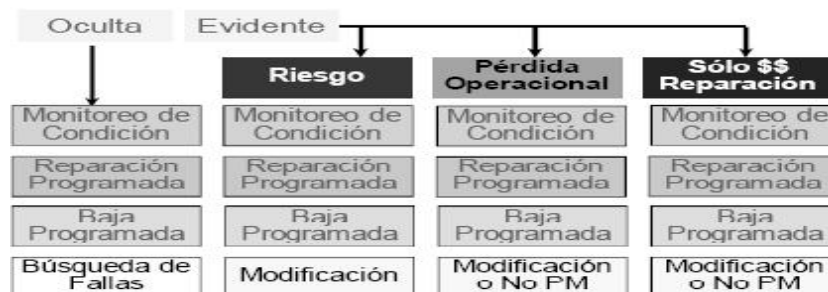 Oculta Evidente
Riesgo
Pérdida
Operacional
Sólo $$
Reparación
Monitoreo de
Condición
Monitoreo de
Condición
Monitoreo de
Condición
Monitoreo de
Condición
Reparación
Programada
Reparación
Programada
Reparación
Programada
Reparación
Programada
Baja
Programada
Baja
Programada
Baja
Programada
Baja
Programada
Búsqueda de
Fallas
Modificación
Modificación
o No PM
Modificación
o No PM